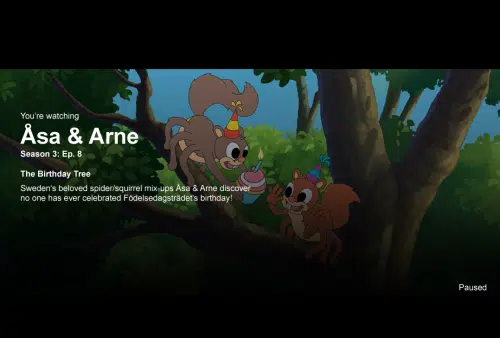 You're watching
Åsa & Arne
Season 3: Ep. 8
The Birthday Tree
Sweden's beloved spider/squirrel mix-ups Åsa & Arne discover
no one has ever celebrated Födelsedagsträdet's birthday!
Paused